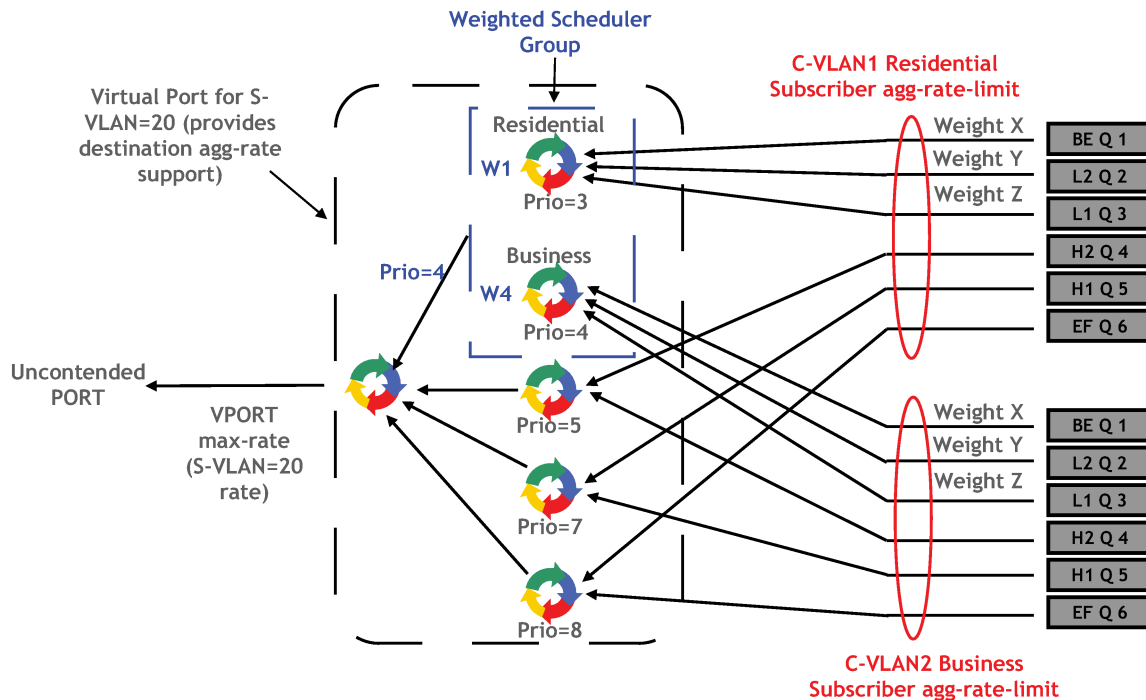 Weighted Scheduler
Group
C-VLAN1 Residential
Subscriber agg-rate-limit
Virtual Port for S-
VLAN=20 (provides
destination agg-rate
support)
Residential
W1
Prio=3
Weight X
Weight Y
Weight Z
BE Q 1
L2 Q 2
L1 Q 3
H2 Q 4
H1 Q 5
EF Q 6
Prio=4
Business
W4
Prio=4
Uncontended
PORT
VPORT
max-rate
(S-VLAN=20
rate)
Prio=5
Prio=7
Prio=8
Weight X
Weight Y
Weight Z
BE Q 1
L2 Q 2
L1 Q 3
H2 Q 4
H1 Q 5
EF Q 6
C-VLAN2 Business
Subscriber agg-rate-limit